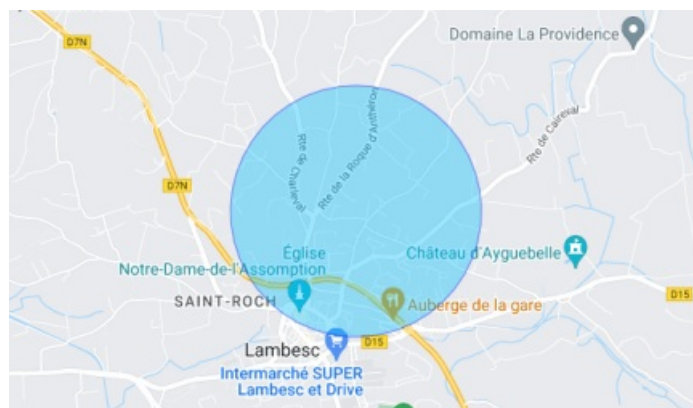 D7N
Domaine La Providence
Rte de Charleval
Rte de la Roque d'Anthéron
Rte de Caireval
D7N
Église
Notre-Dame-de-l'Assomption
Château d'Ayguebelle
SAINT-ROCH
Auberge de la gare
D15
Lambesc
D15
Intermarché SUPER
Lambesc et Drive